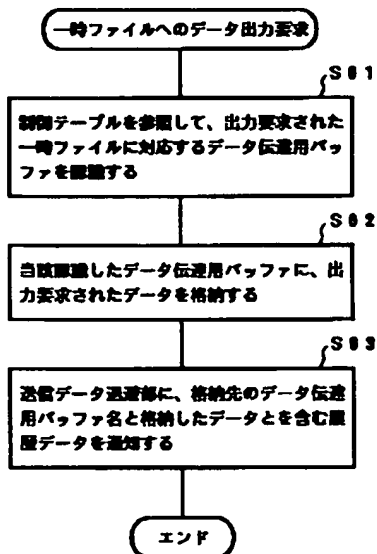 一時ファイルへのデータ出力要求
S01
制御テーブルを参照して、出力要求された
一時ファイルに対応するデータ伝達用バッ
ファを認識する
S02
当該認識したデータ伝達用バッファに、出
力要求されたデータを格納する
S03
送信データ退避部に、格納先のデータ伝達
用バッファ名と格納したデータとを含む履
歴データを通知する
エンド